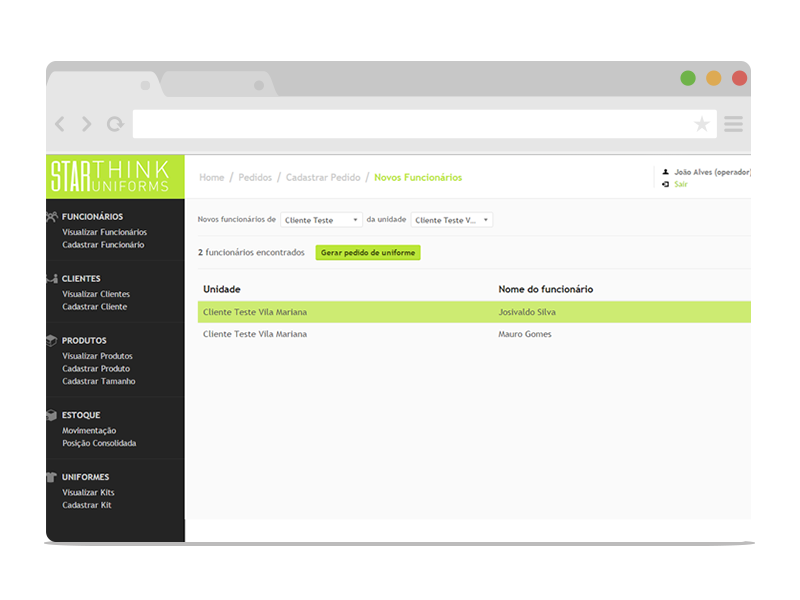 STARTHINK
UNIFORMS
Home / Pedidos / Cadastrar Pedido / Novos Funcionários
João Alves (operador)
Sair
FUNCIONÁRIOS
Visualizar Funcionários
Cadastrar Funcionário
CLIENTES
Visualizar Clientes
Cadastrar Cliente
PRODUTOS
Visualizar Produtos
Cadastrar Produto
Cadastrar Tamanho
ESTOQUE
Movimentação
Posição Consolidada
UNIFORMES
Visualizar Kits
Cadastrar Kit
Novos funcionários de Cliente Teste da unidade Cliente Teste V...
2 funcionários encontrados Gerar pedido de uniforme
Unidade Nome do funcionário
Cliente Teste Vila Mariana Josivaldo Silva
Cliente Teste Vila Mariana Mauro Gomes